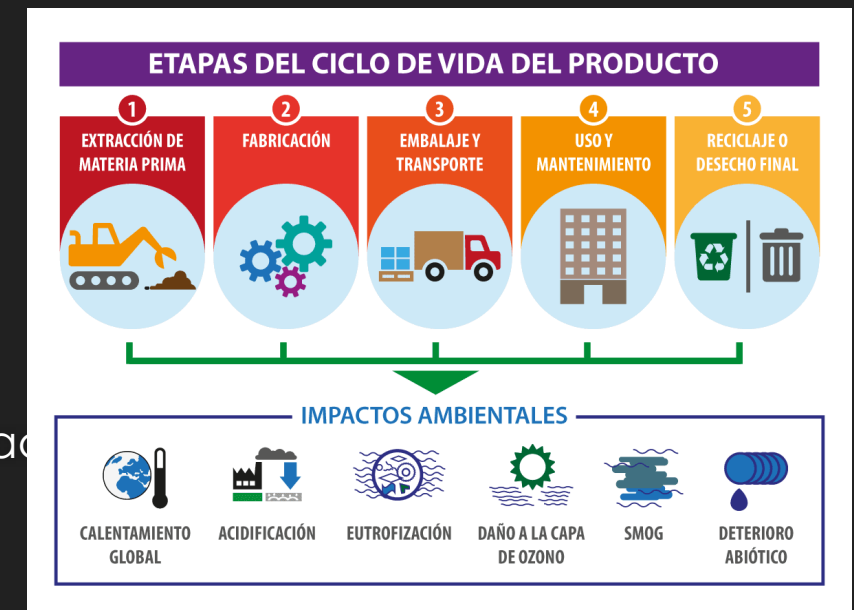 ETAPAS DEL CICLO DE VIDA DEL PRODUCTO
1
EXTRACCIÓN DE
MATERIA PRIMA
2
FABRICACIÓN
3
EMBALAJE Y
TRANSPORTE
4
USO Y
MANTENIMIENTO
5
RECICLAJE O
DESECHO FINAL
IMPACTOS AMBIENTALES
CALENTAMIENTO
GLOBAL
ACIDIFICACIÓN
EUTROFIZACIÓN
DAÑO A LA CAPA
DE OZONO
SMOG
DETERIORO
ABIÓTICO